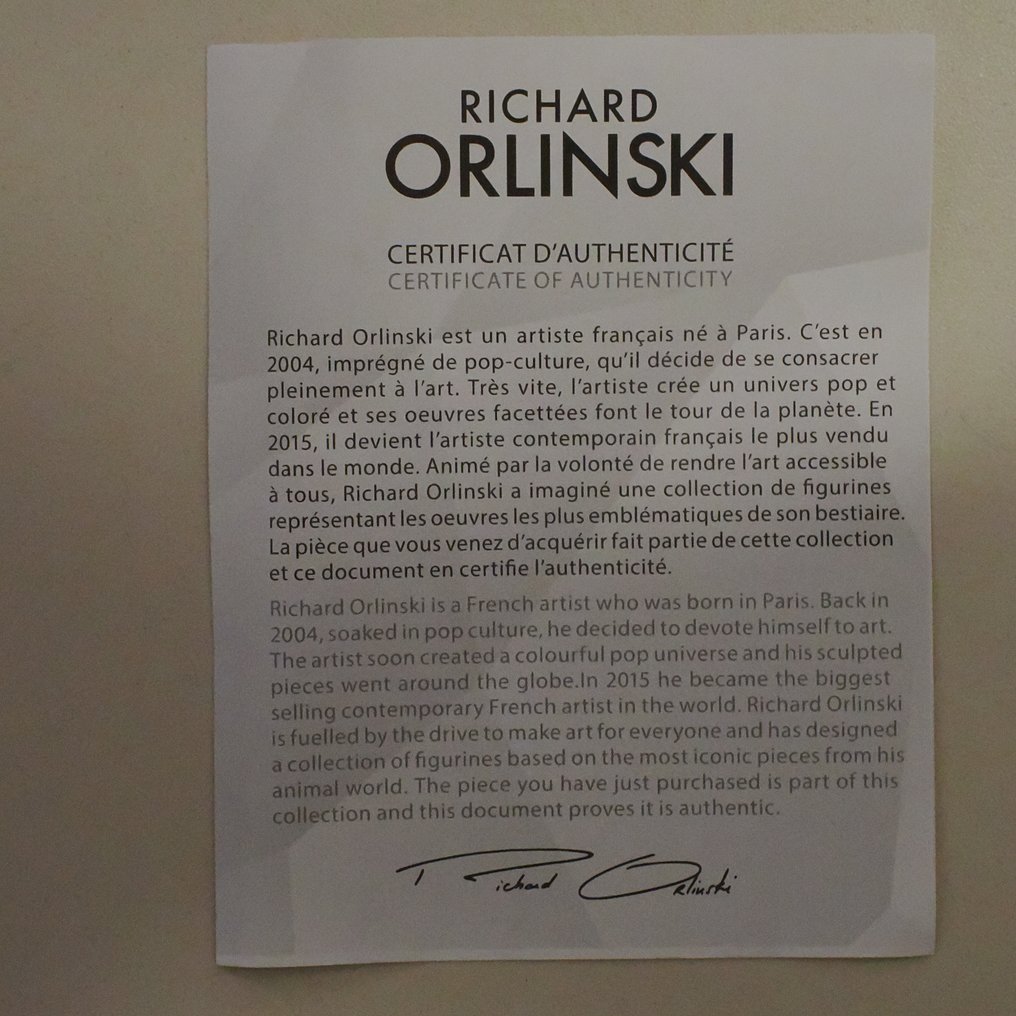 RICHARD
ORLINSKI
CERTIFICAT D'AUTHENTICITÉ
CERTIFICATE OF AUTHENTICITY
Richard Orlinski est un artiste français né à Paris. C'est en
2004, imprégné de pop-culture, qu'il décide de se consacrer
pleinement à l'art. Très vite, l'artiste crée un univers pop et
coloré et ses oeuvres facettées font le tour de la planète. En
2015, il devient l'artiste contemporain français le plus vendu
dans le monde. Animé par la volonté de rendre l'art accessible
à tous, Richard Orlinski a imaginé une collection de figurines
représentant les oeuvres les plus emblématiques de son bestiaire.
La pièce que vous venez d'acquérir fait partie de cette collection
et ce document en certifie l'authenticité.
Richard Orlinski is a French artist who was born in Paris. Back in
2004, soaked in pop culture, he decided to devote himself to art.
The artist soon created a colourful pop universe and his sculpted
pieces went around the globe.In 2015 he became the biggest
selling contemporary French artist in the world. Richard Orlinski
is fuelled by the drive to make art for everyone and has designed
a collection of figurines based on the most iconic pieces from his
animal world. The piece you have just purchased is part of this
collection and this document proves it is authentic.
Richard Orlinski